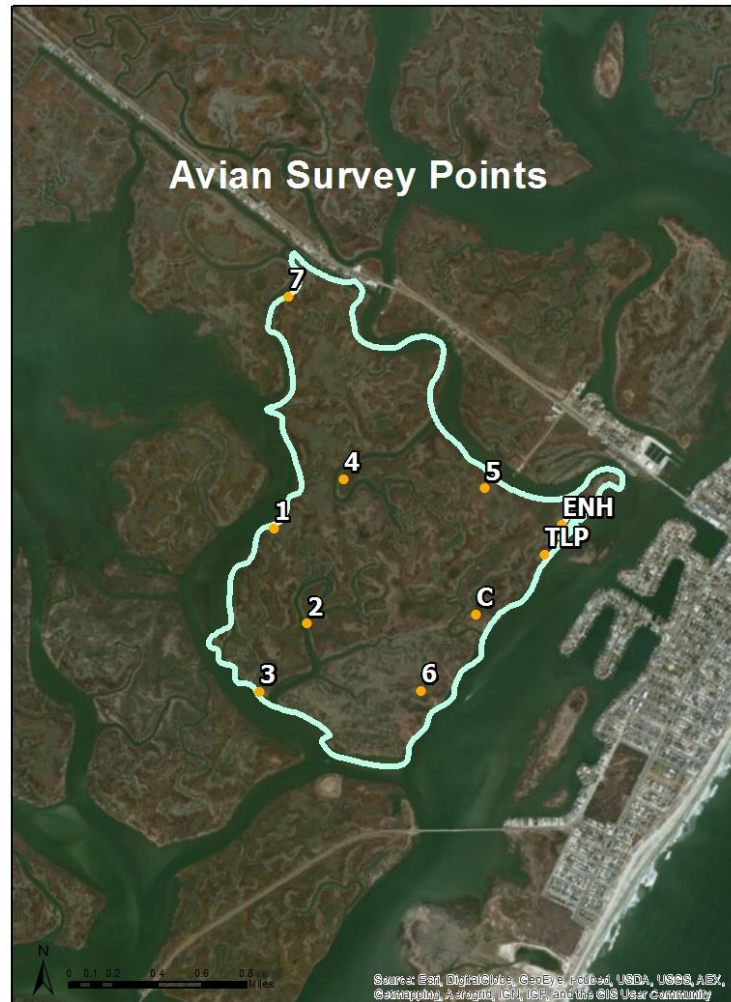 Avian Survey Points
7
4
5
ENH
1
TLP
2
C
3
6
N
0 0.1 0.2 0.4 0.6 0.8
Miles
Source: Esri, DigitalGlobe, GeoEye, i-cubed, USDA, USGS, AEX,
Getmapping, Aerogrid, IGN, IGP, and the GIS User Community